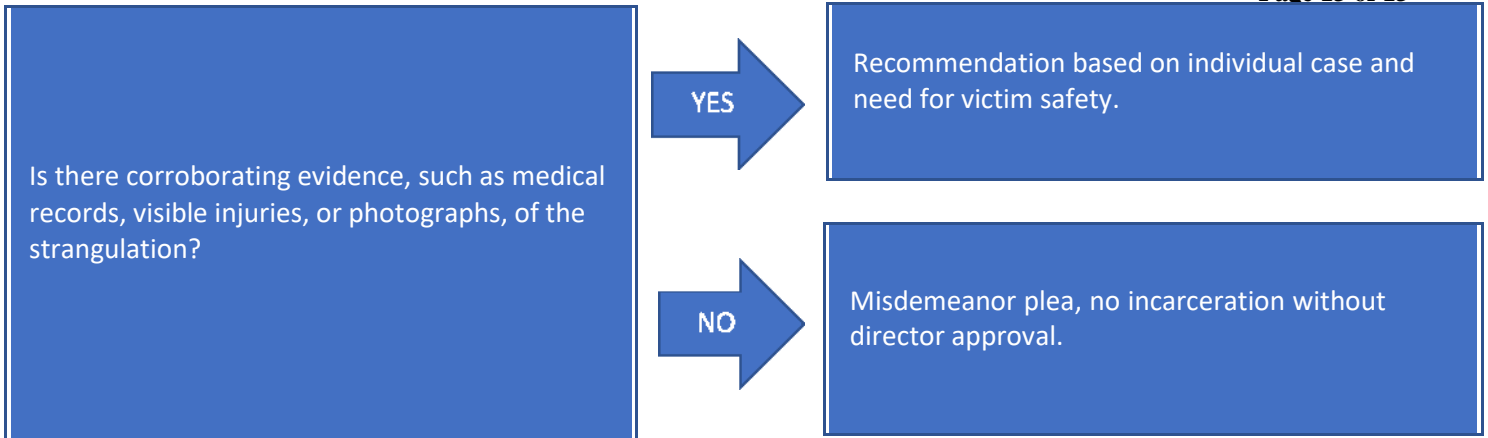 Is there corroborating evidence, such as medical
records, visible injuries, or photographs, of the
strangulation?
YES
Recommendation based on individual case and
need for victim safety.
NO
Misdemeanor plea, no incarceration without
director approval.